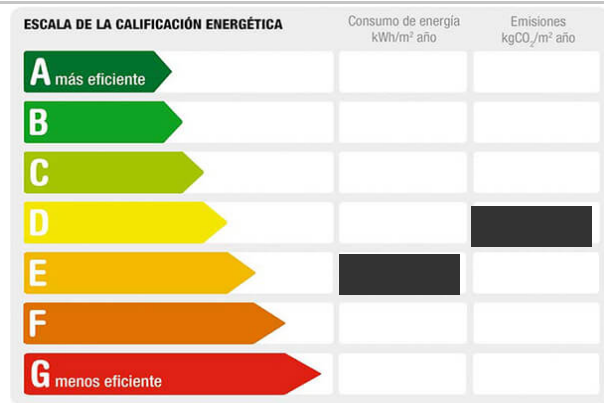 ESCALA DE LA CALIFICACIÓN ENERGÉTICA
Consumo de energía
kWh/m² año
Emisiones
kgCO₂/m² año
A más eficiente
B
C
D
E
F
G menos eficiente